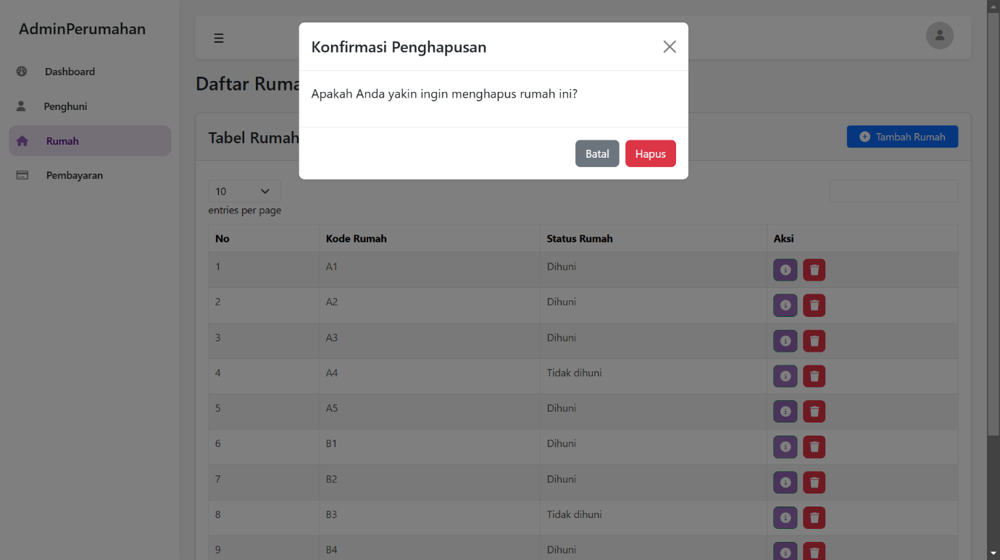 AdminPerumahan
Dashboard
Penghuni
Rumah
Pembayaran
Konfirmasi Penghapusan
Apakah Anda yakin ingin menghapus rumah ini?
Batal Hapus
Daftar Ruma
Tabel Rumah
Tambah Rumah
10
entries per page
No Kode Rumah Status Rumah Aksi
1 A1 Dihuni
2 A2 Dihuni
3 A3 Dihuni
4 A4 Tidak dihuni
5 A5 Dihuni
6 B1 Dihuni
7 B2 Dihuni
8 B3 Tidak dihuni
9 B4 Dihuni